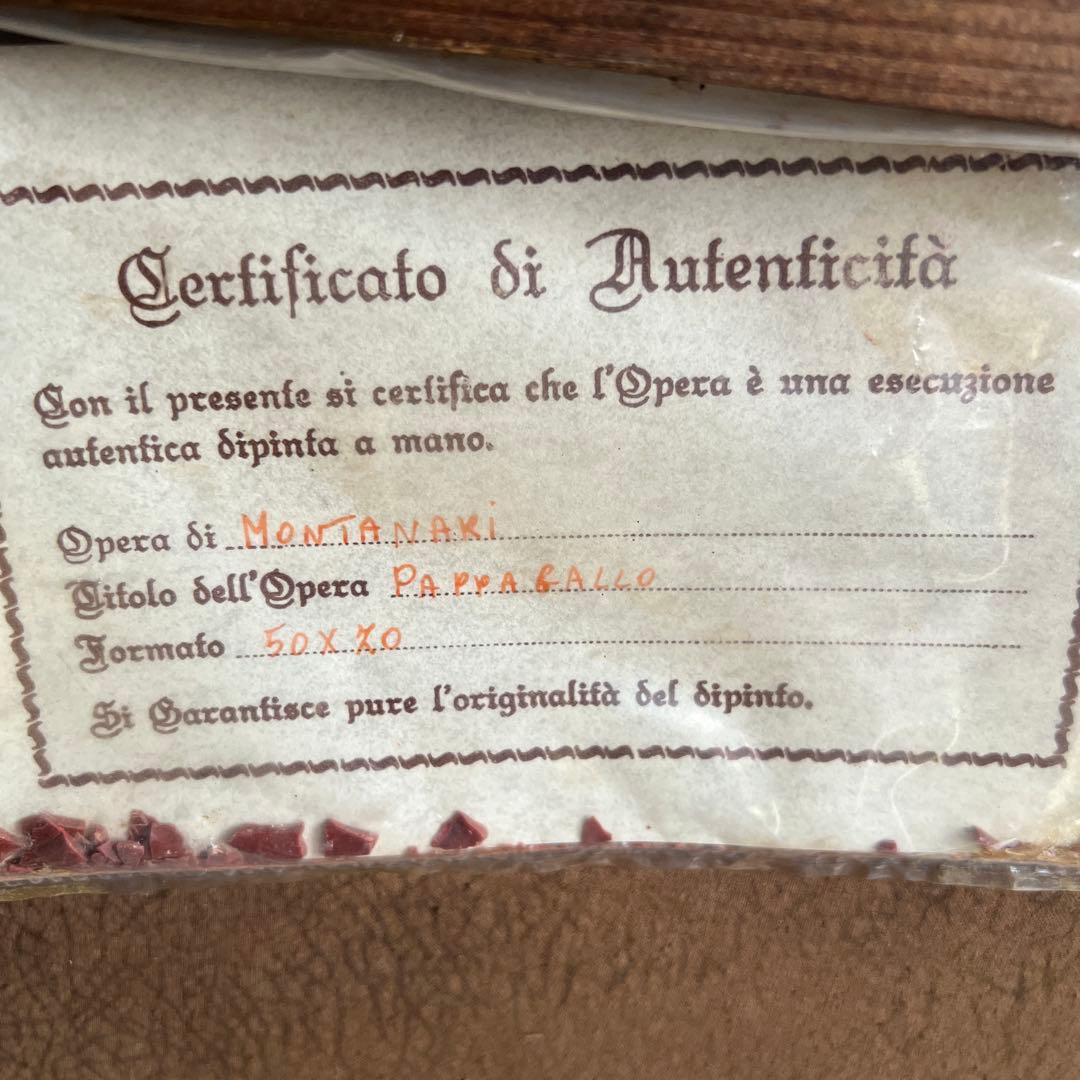 Certificato di Autenticità
Con il presente si certifica che l'Opera è una esecuzione
autentica dipinta a mano.
Opera di MONTANARi
Titolo dell'Opera PAPPAGALLO
Formato 50X70
Si Garantisce pure l'originalità del dipinto.